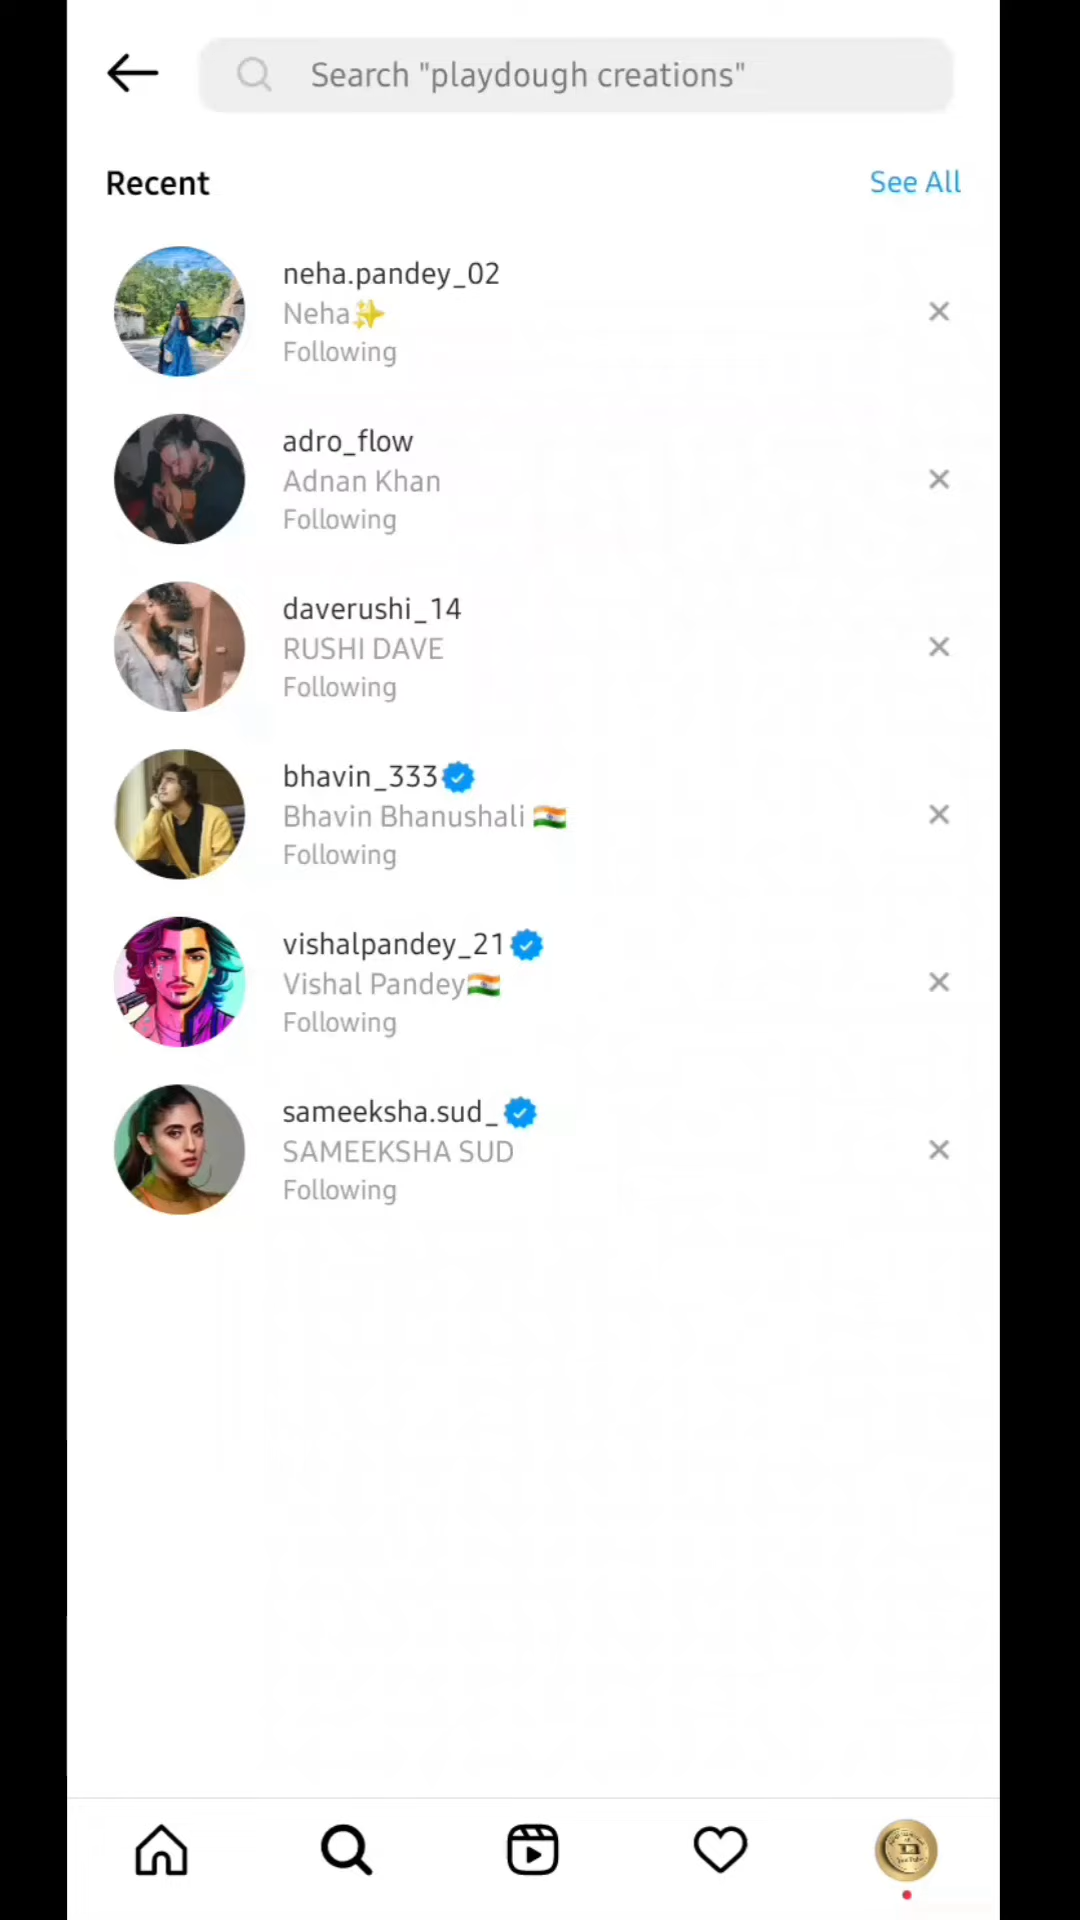 Search "playdough creations"
Recent
See All
neha.pandey_02
Neha✨
Following
adro_flow
Adnan Khan
Following
daverushi_14
RUSHI DAVE
Following
bhavin_333
Bhavin Bhanushali 🇮🇳
Following
vishalpandey_21
Vishal Pandey🇮🇳
Following
sameeksha.sud_
SAMEEKSHA SUD
Following